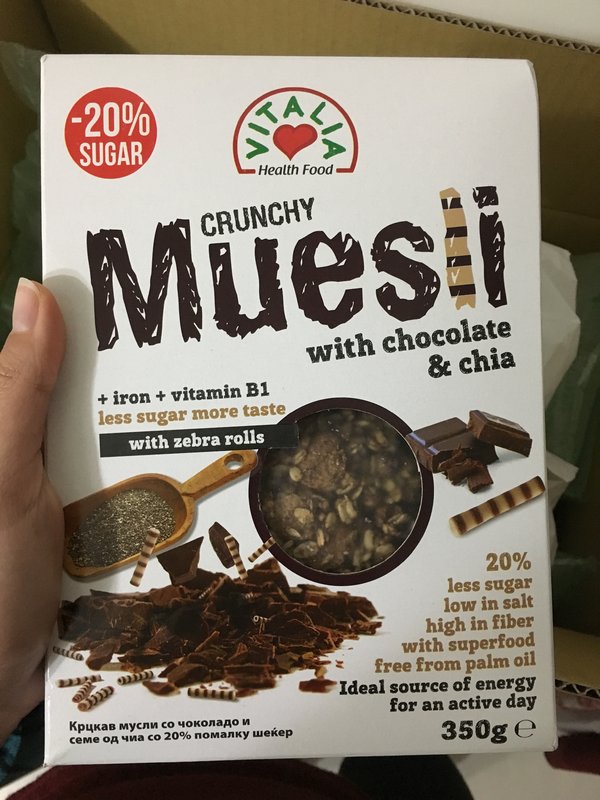 -20%
SUGAR
VITALIA
Health Food
CRUNCHY
Muesli
with chocolate
& chia
+ iron + vitamin B1
less sugar more taste
with zebra rolls
20%
less sugar
low in salt
high in fiber
with superfood
free from palm oil
Ideal source of energy
for an active day
350g ℮
Крцкав мусли со чоколадо и
семе од чиа со 20% помалку шеќер